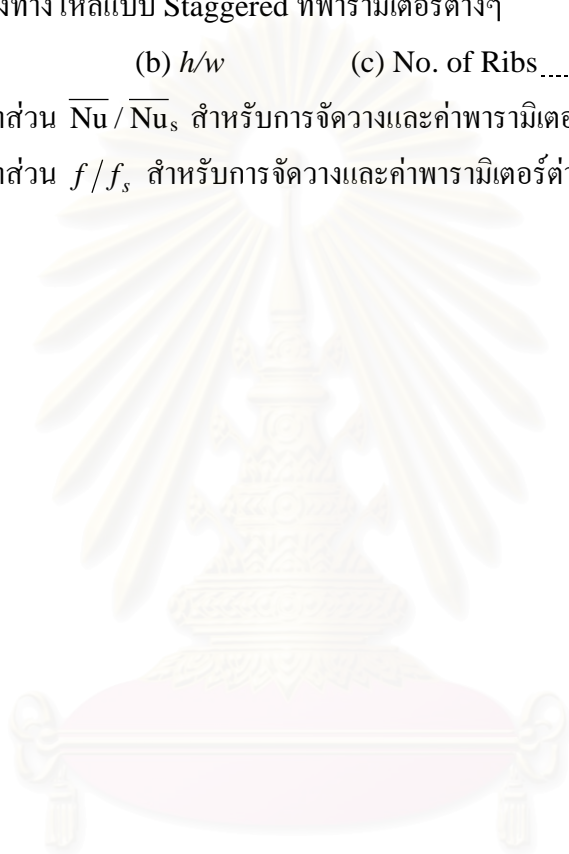 ทางไหลแบบ Staggered ที่พารามิเตอร์ต่างๆ
(b) h/w (c) No. of Ribs
ส่วน Nu / Nus สำหรับการจัดวางและค่าพารามิเตอ
ส่วน f/fs สำหรับการจัดวางและค่าพารามิเตอร์ต่